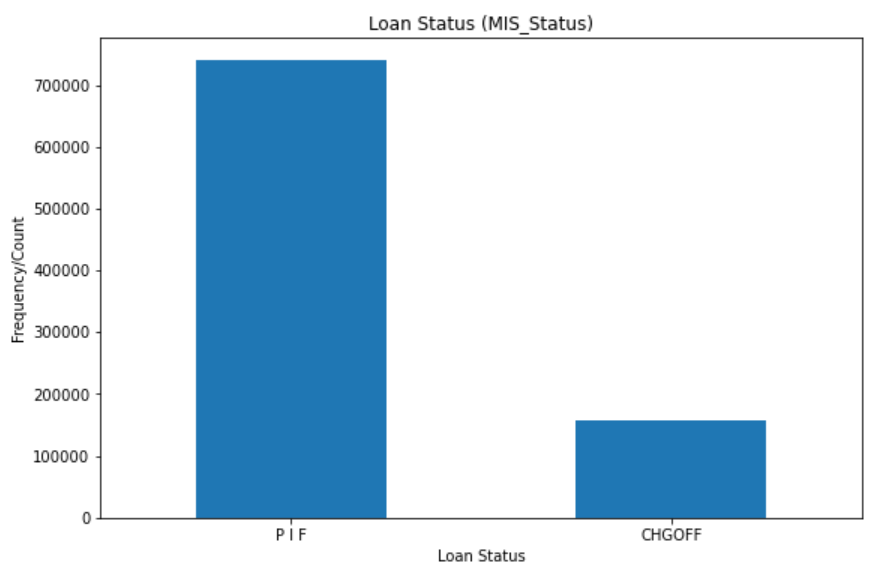 Loan Status (MIS_Status)
700000
600000
500000
400000
300000
200000
100000
0
Frequency/Count
P I F
CHGOFF
Loan Status